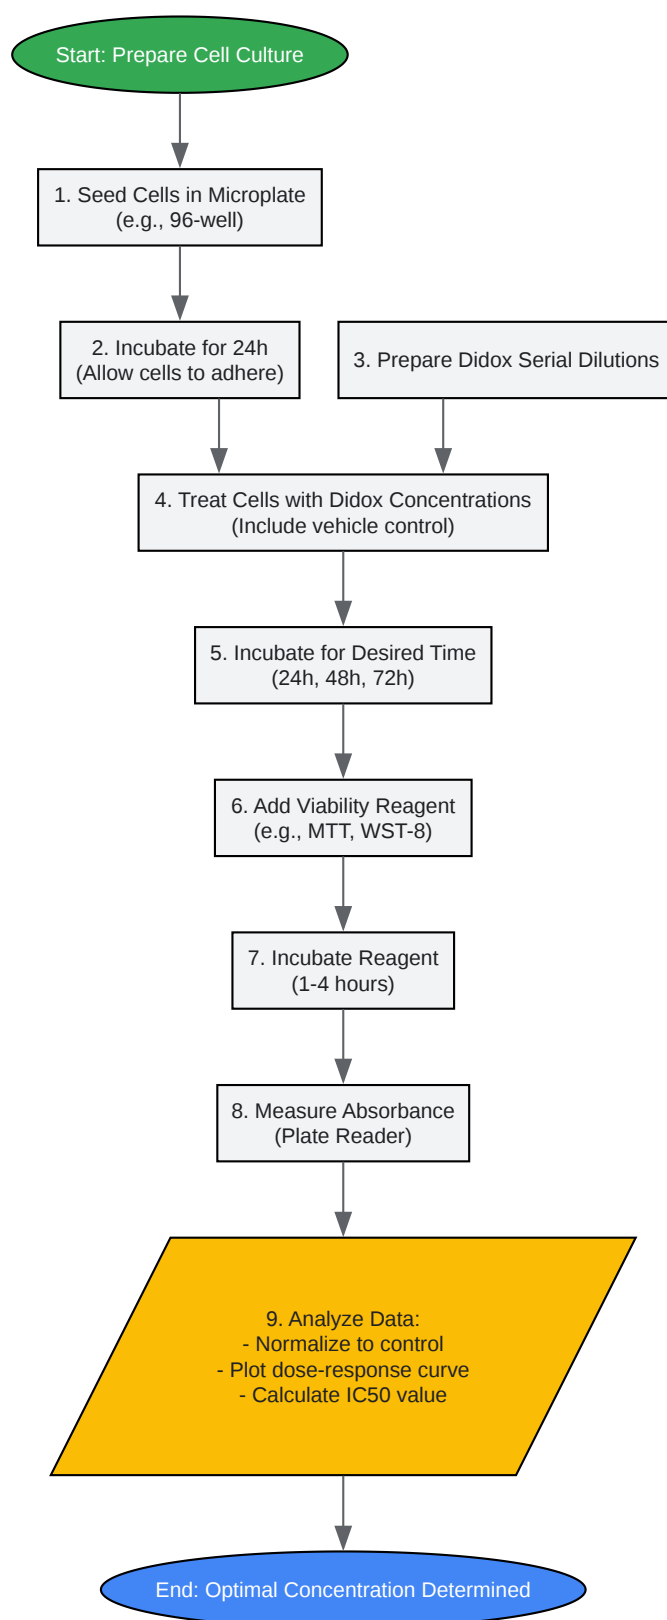 Start: Prepare Cell Culture
1. Seed Cells in Microplate
(e.g., 96-well)
2. Incubate for 24h
(Allow cells to adhere)
3. Prepare Didox Serial Dilutions
4. Treat Cells with Didox Concentrations
(Include vehicle control)
5. Incubate for Desired Time
(24h, 48h, 72h)
6. Add Viability Reagent
(e.g., MTT, WST-8)
7. Incubate Reagent
(1-4 hours)
8. Measure Absorbance
(Plate Reader)
9. Analyze Data:
- Normalize to control
- Plot dose-response curve
- Calculate IC50 value
End: Optimal Concentration Determined